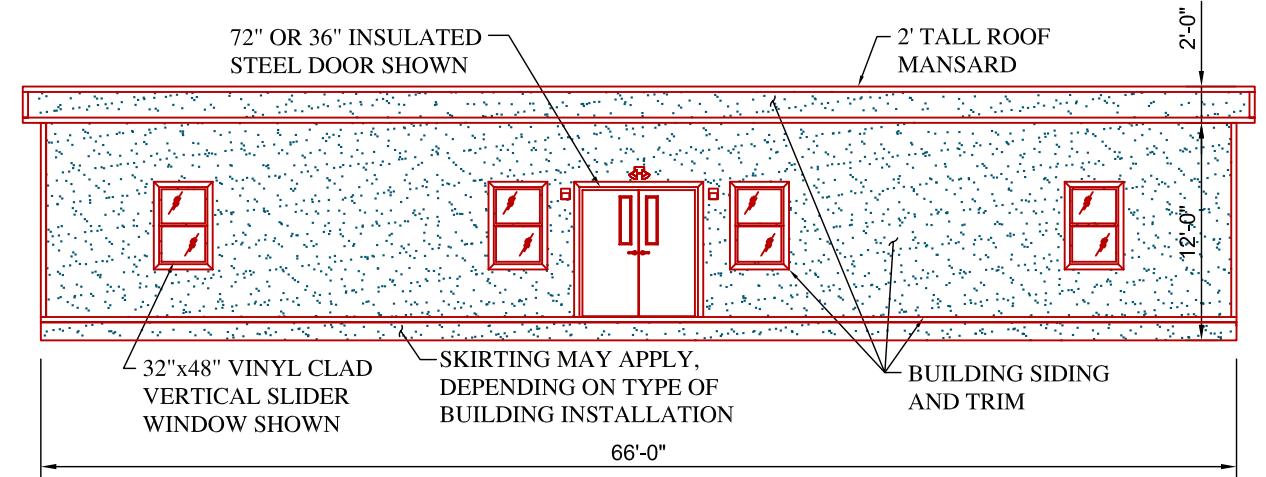 72" OR 36" INSULATED
STEEL DOOR SHOWN
2' TALL ROOF
MANSARD
2'-0"
12'-0"
32"x48" VINYL CLAD
VERTICAL SLIDER
WINDOW SHOWN
SKIRTING MAY APPLY,
DEPENDING ON TYPE OF
BUILDING INSTALLATION
BUILDING SIDING
AND TRIM
66'-0"